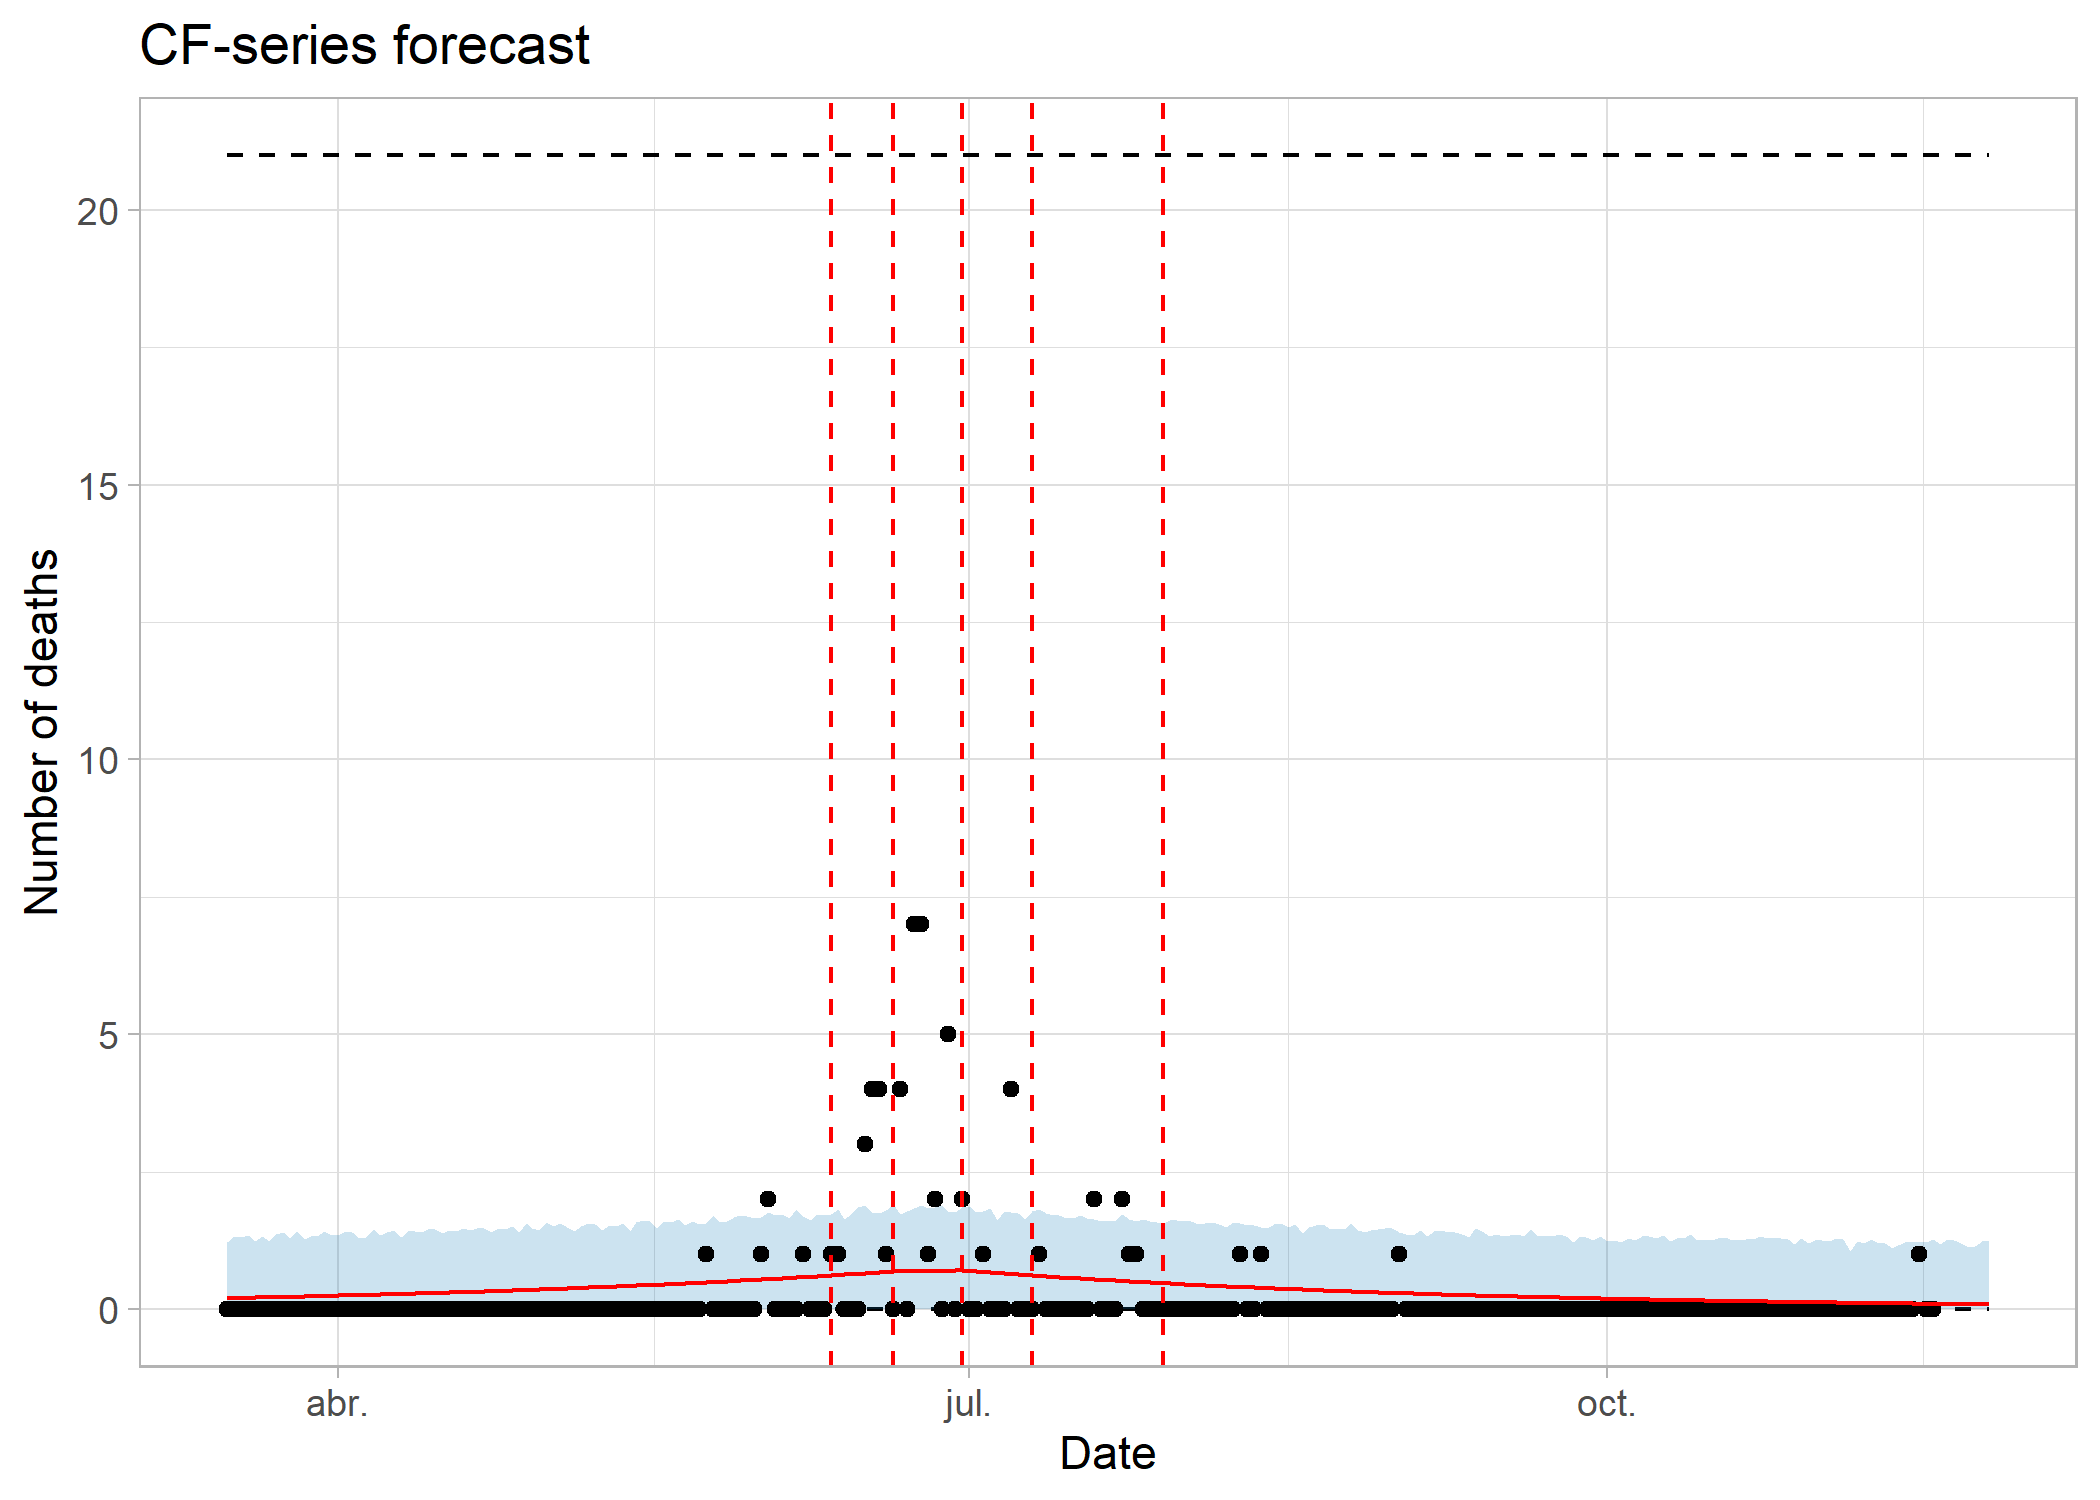 CF-series forecast
Number of deaths
20
15
10
5
0
abr.
jul.
oct.
Date